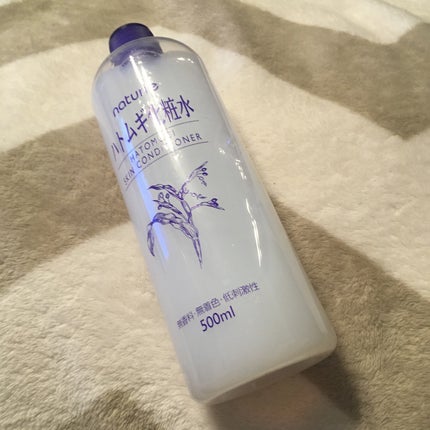 naturie
ハトムギ化粧水
HATOMUGI
SKIN CONDITIONER
無香料・無着色・低刺激性
500ml